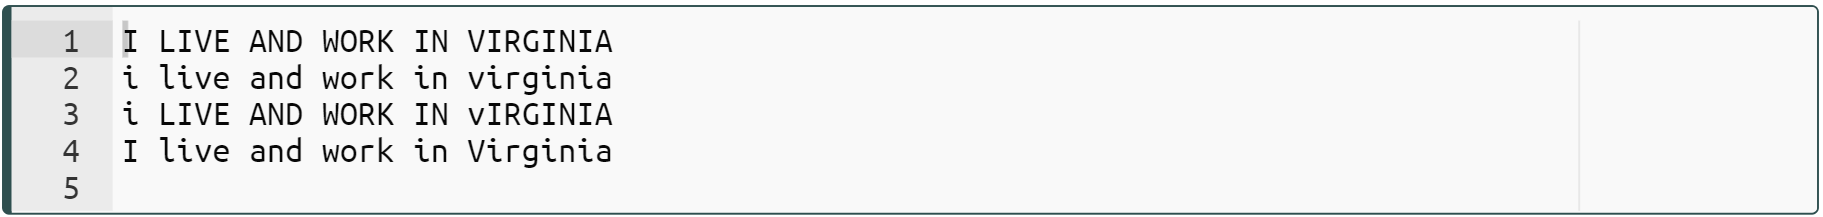 1 I LIVE AND WORK IN VIRGINIA
2 i live and work in virginia
3 i LIVE AND WORK IN vIRGINIA
4 I live and work in Virginia
5